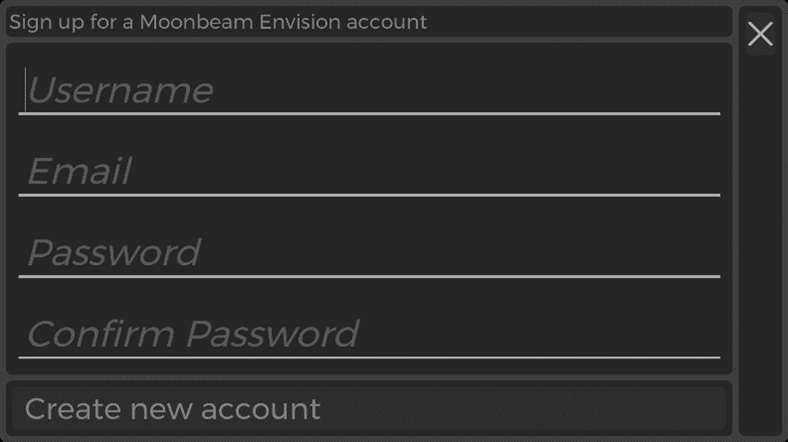 Sign up for a Moonbeam Envision account
Username
Email
Password
Confirm Password
Create new account